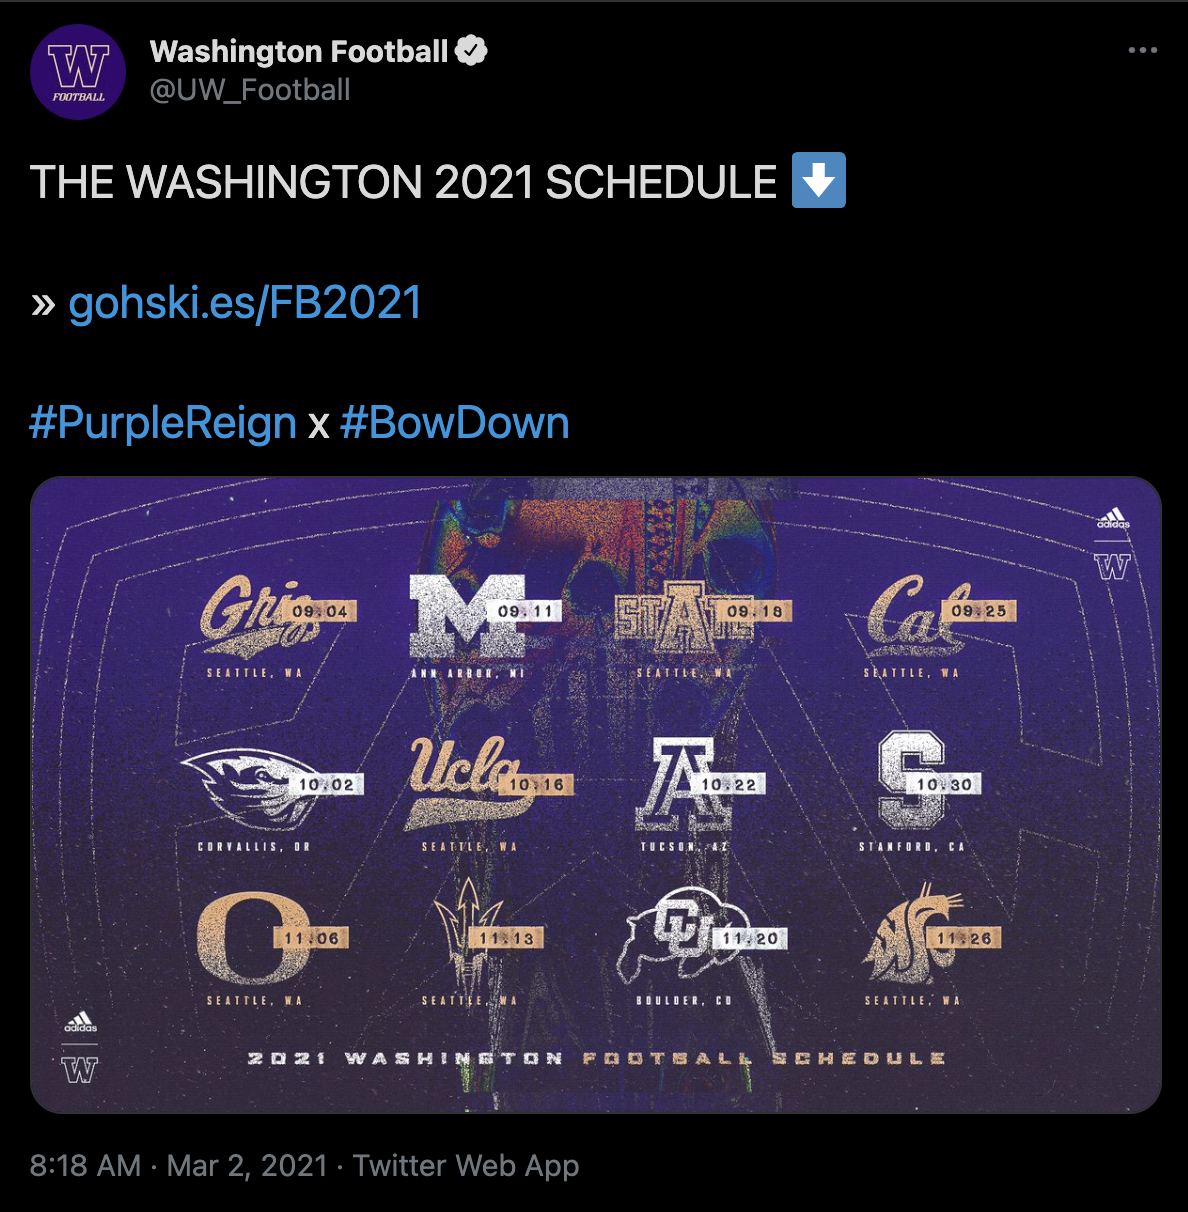 Washington Football
@UW_Football
W
FOOTBALL
THE WASHINGTON 2021 SCHEDULE
» gohski.es/FB2021
#PurpleReign x #BowDown
adidas
W
Griz 09.04
SEATTLE, WA
M 09.11
ANN ARBOR, MI
STATE 09.18
SEATTLE, WA
Cal 09.25
SEATTLE, WA
10.02
CORVALLIS, OR
Ucla 10.16
SEATTLE, WA
A 10.22
TUCSON, AZ
S 10.30
STANFORD, CA
O 11.06
SEATTLE, WA
11.13
SEATTLE, WA
CU 11.20
BOULDER, CO
WSU 11.26
SEATTLE, WA
adidas
W
2021 WASHINGTON FOOTBALL SCHEDULE
8:18 AM · Mar 2, 2021 · Twitter Web App